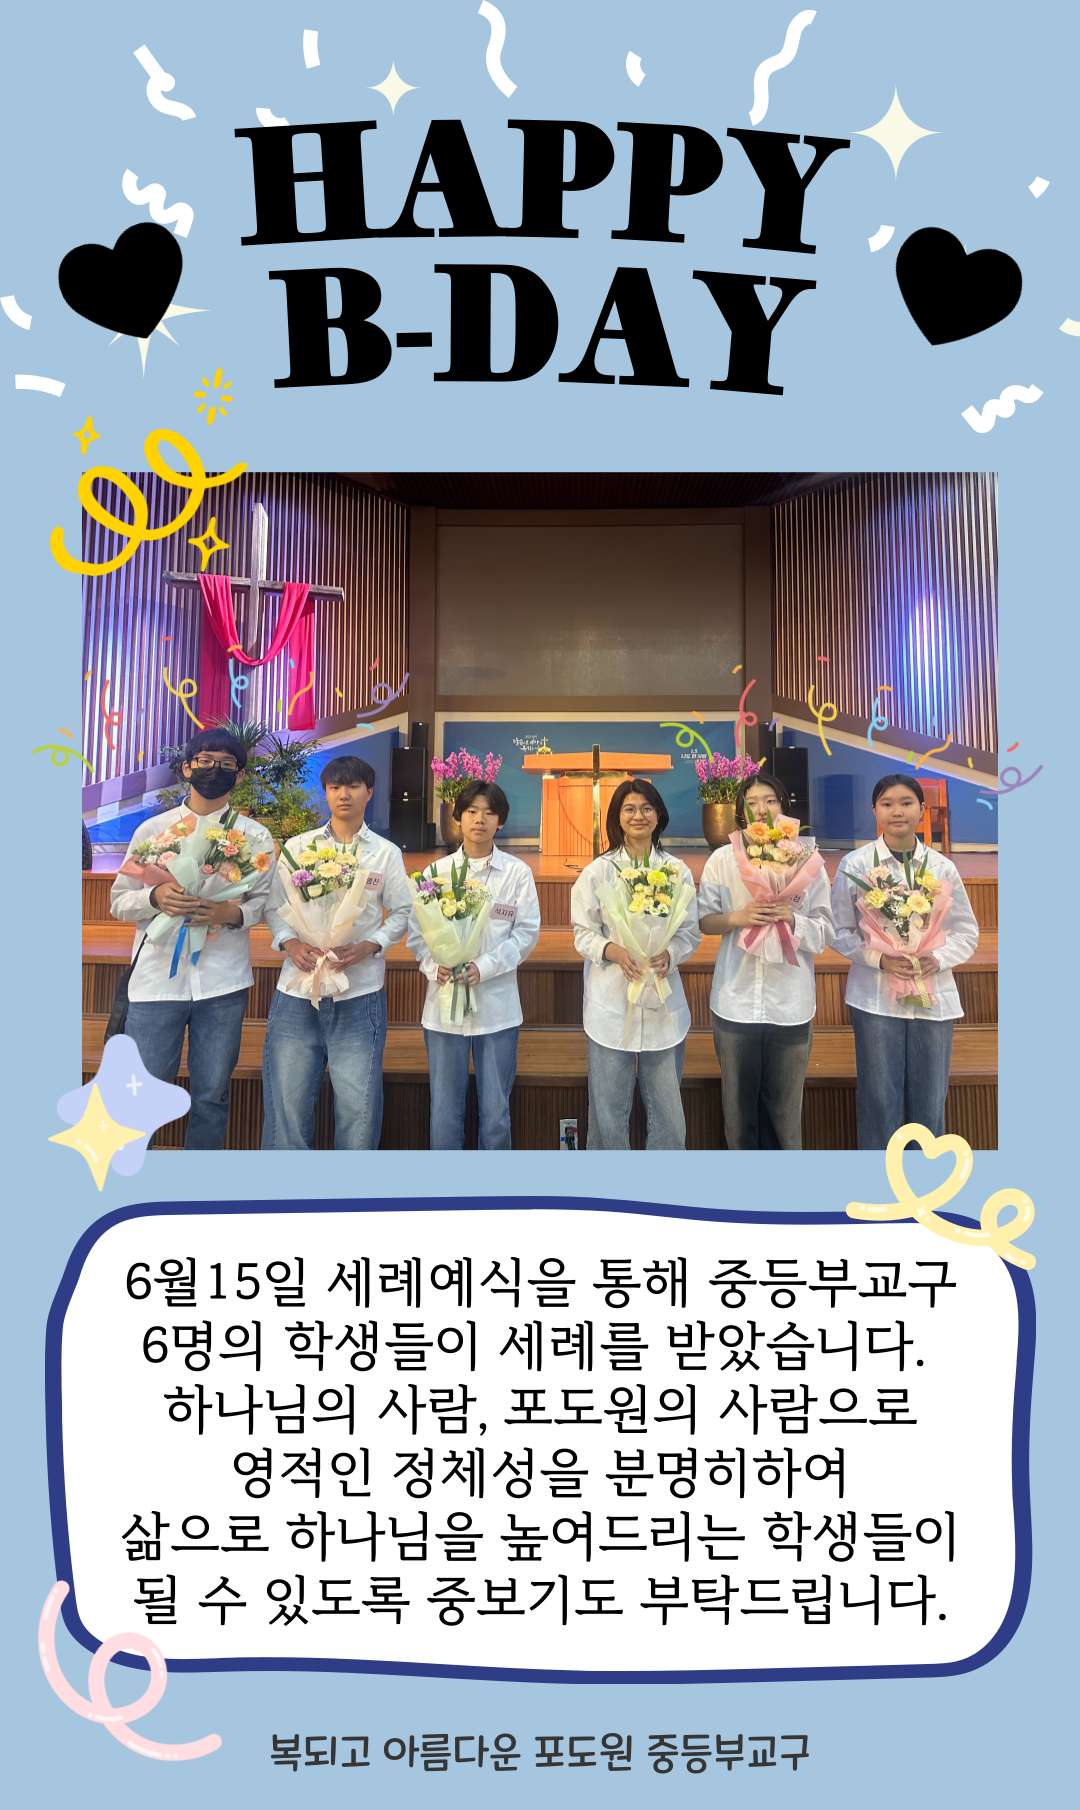 HAPPY
B-DAY
석지유
6월15일 세례예식을 통해 중등부교구
6명의 학생들이 세례를 받았습니다.
하나님의 사람, 포도원의 사람으로
영적인 정체성을 분명히하여
삶으로 하나님을 높여드리는 학생들이
될 수 있도록 중보기도 부탁드립니다.
복되고 아름다운 포도원 중등부교구